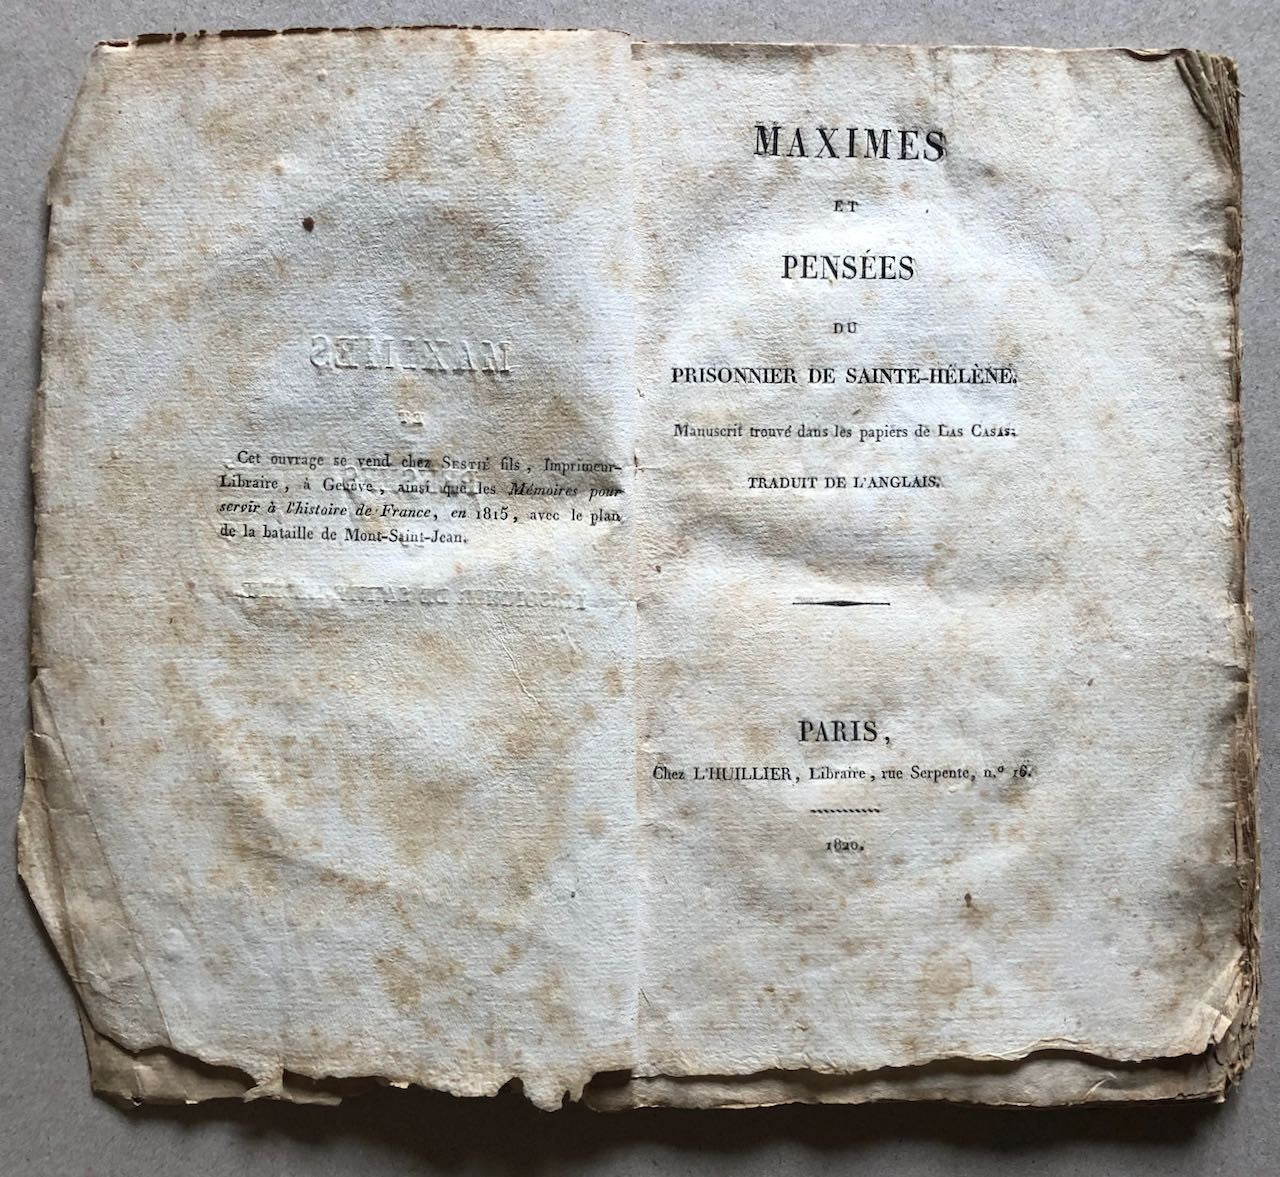 Cet ouvrage se vend chez SESTIÉ fils, Imprimeur-
Libraire, à Genève, ainsi que les Mémoires pour
servir à l'histoire de France, en 1815, avec le plan
de la bataille de Mont-Saint-Jean.
MAXIMES
ET
PENSÉES
DU
PRISONNIER DE SAINTE-HÉLÈNE.
Manuscrit trouvé dans les papiers de LAS CASAS;
TRADUIT DE L'ANGLAIS.
PARIS,
Chez L'HUILLIER, Libraire, rue Serpente, n.º 16.
1820.